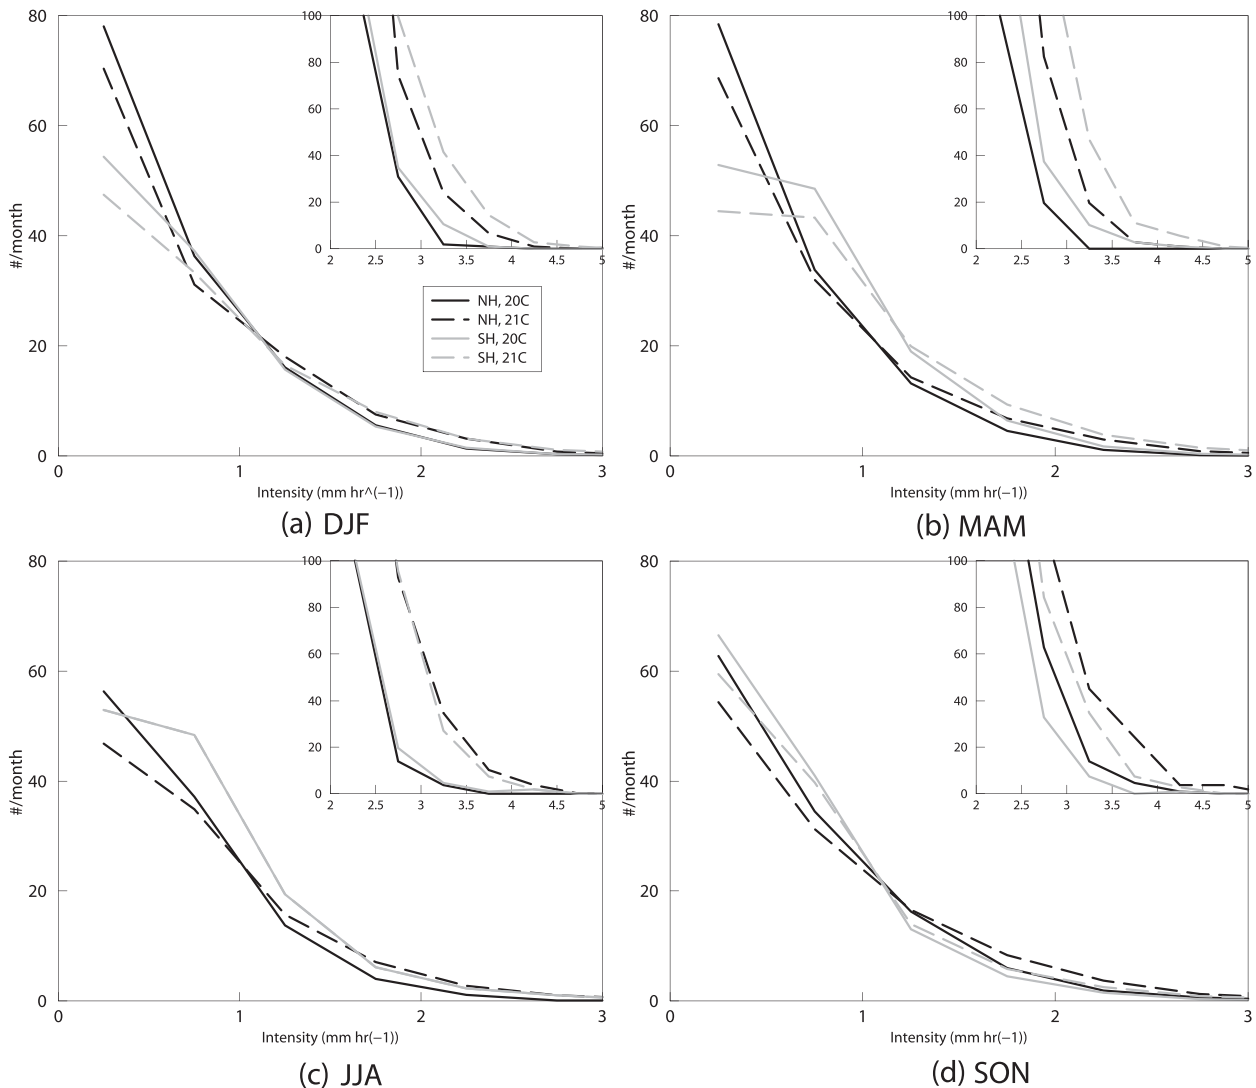 80
60
40
20
0
#/month
0 1 2 3
Intensity (mm hr^(−1))
100
80
60
40
20
0
2 2.5 3 3.5 4 4.5 5
NH, 20C
NH, 21C
SH, 20C
SH, 21C
(a) DJF
80
60
40
20
0
#/month
0 1 2 3
Intensity (mm hr(−1))
100
80
60
40
20
0
2 2.5 3 3.5 4 4.5 5
(b) MAM
80
60
40
20
0
#/month
0 1 2 3
Intensity (mm hr(−1))
100
80
60
40
20
0
2 2.5 3 3.5 4 4.5 5
(c) JJA
80
60
40
20
0
#/month
0 1 2 3
Intensity (mm hr(−1))
100
80
60
40
20
0
2 2.5 3 3.5 4 4.5 5
(d) SON